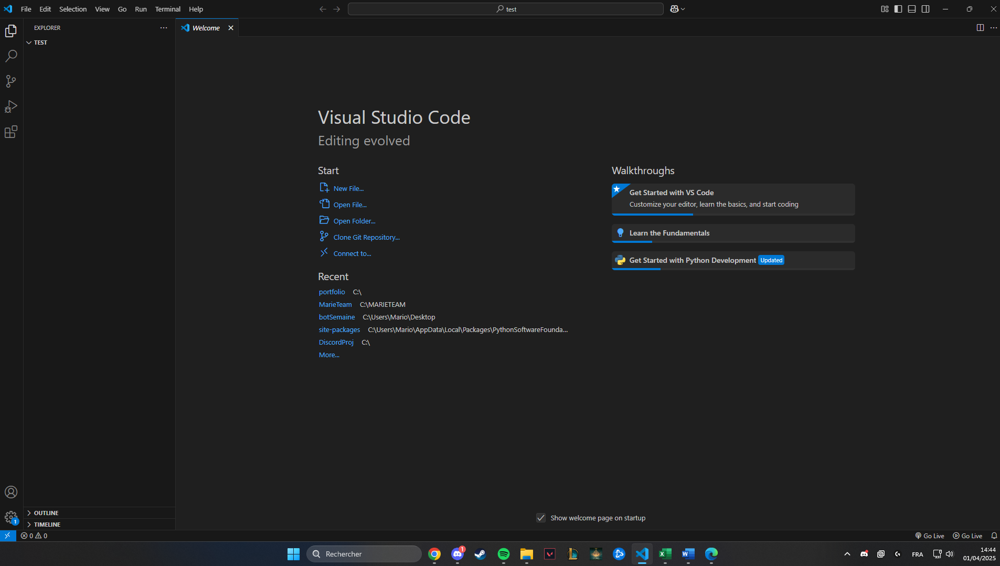 File Edit Selection View Go Run Terminal Help
test
EXPLORER
TEST
Welcome
Visual Studio Code
Editing evolved
Start
New File...
Open File...
Open Folder...
Clone Git Repository...
Connect to...
Recent
portfolio C:\
MarieTeam C:\MARIETEAM
botSemaine C:\Users\Mario\Desktop
site-packages C:\Users\Mario\AppData\Local\Packages\PythonSoftwareFounda...
DiscordProj C:\
More...
Walkthroughs
Get Started with VS Code
Customize your editor, learn the basics, and start coding
Learn the Fundamentals
Get Started with Python Development Updated
Show welcome page on startup
OUTLINE
TIMELINE
1
0 0
Go Live Go Live
Rechercher
1
FRA
14:44
01/04/2025